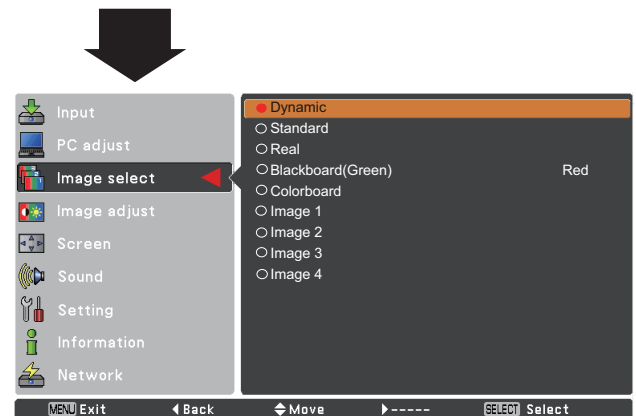 Input
PC adjust
Image select
Image adjust
Screen
Sound
Setting
Information
Network
Dynamic
Standard
Real
Blackboard(Green) Red
Colorboard
Image 1
Image 2
Image 3
Image 4
MENU Exit Back Move ----- SELECT Select